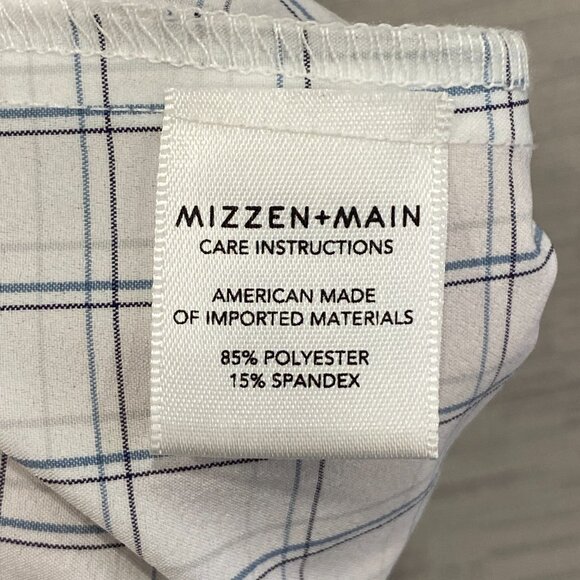 MIZZEN+MAIN
CARE INSTRUCTIONS
AMERICAN MADE
OF IMPORTED MATERIALS
85% POLYESTER
15% SPANDEX